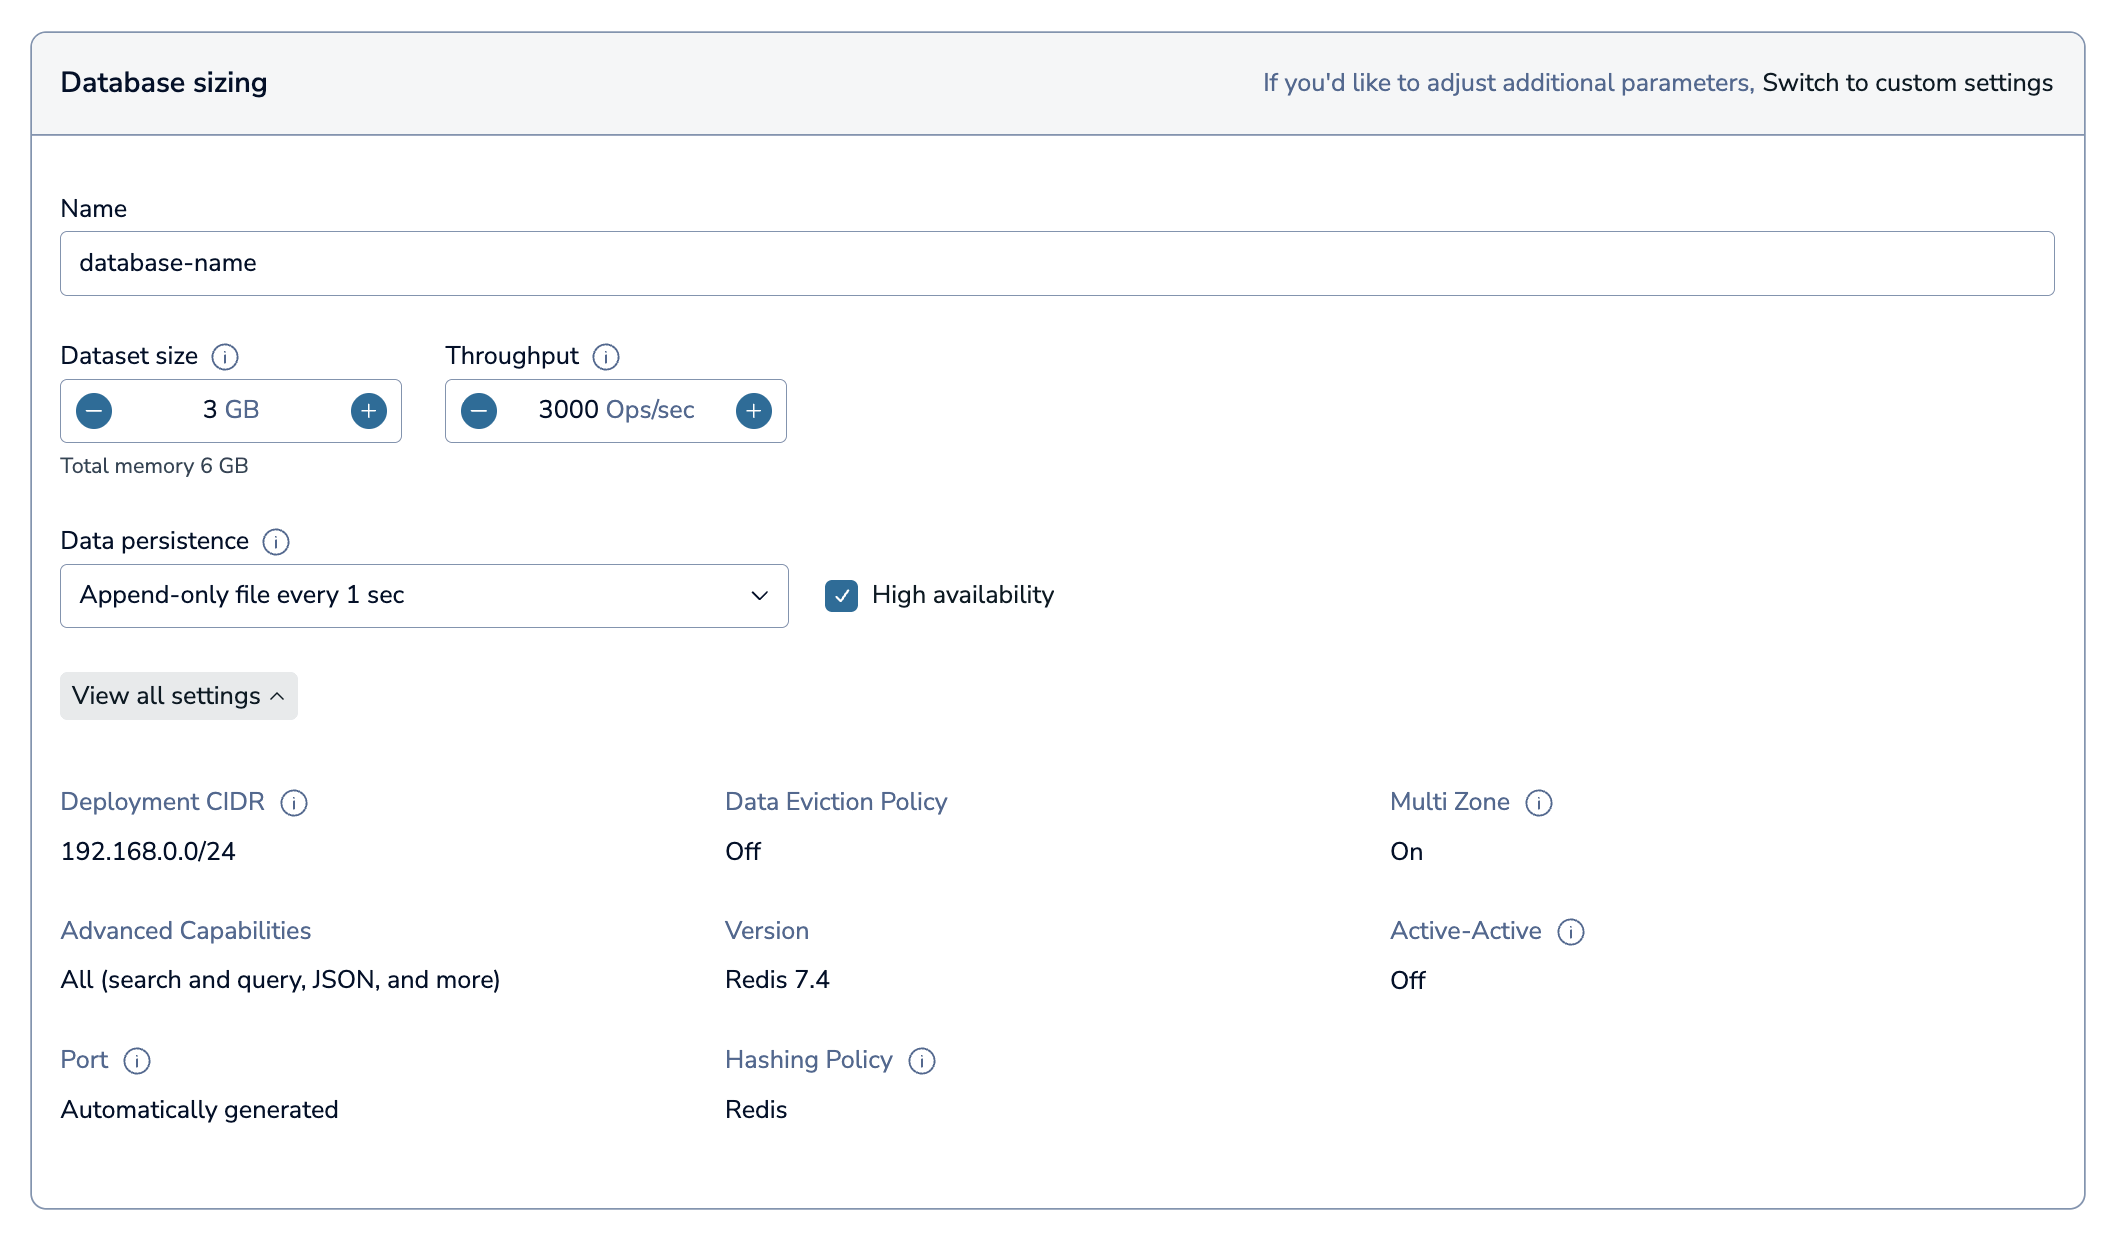 Database sizing
If you'd like to adjust additional parameters, Switch to custom settings
Name
database-name
Dataset size
Throughput
3 GB
3000 Ops/sec
Total memory 6 GB
Data persistence
Append-only file every 1 sec
High availability
View all settings
Deployment CIDR
Data Eviction Policy
Multi Zone
192.168.0.0/24
Off
On
Advanced Capabilities
Version
Active-Active
All (search and query, JSON, and more)
Redis 7.4
Off
Port
Hashing Policy
Automatically generated
Redis